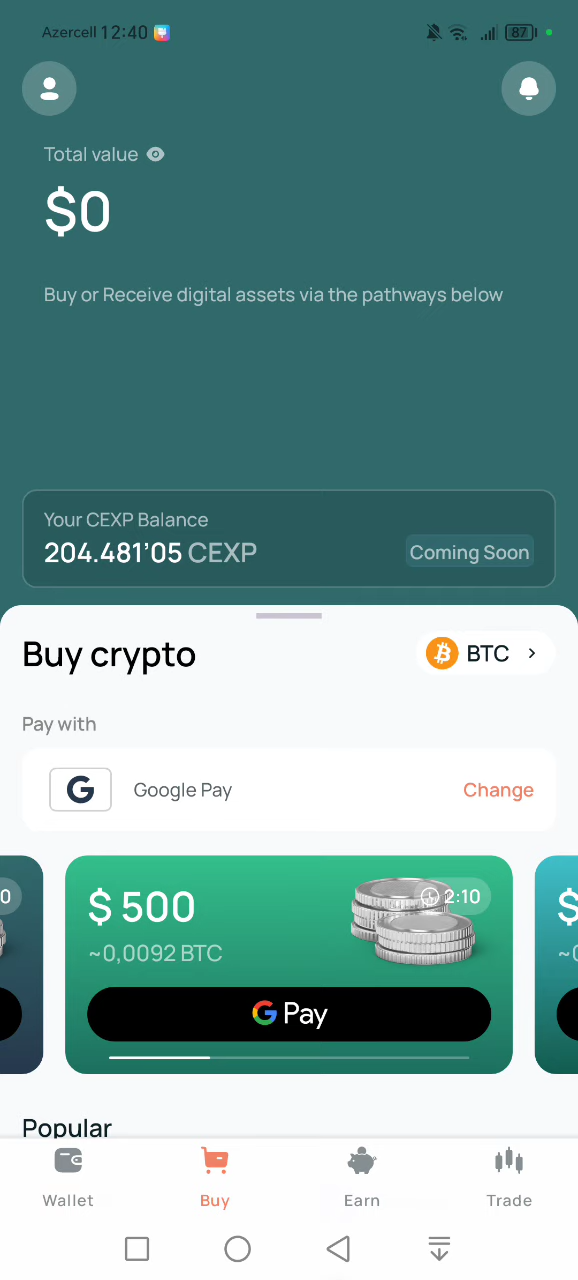 Azercell 12:40 87
Total value
$0
Buy or Receive digital assets via the pathways below
Your CEXP Balance
204.481'05 CEXP
Coming Soon
Buy crypto
BTC
Pay with
G Google Pay
Change
0
$ 500
2:10
$
~0,0092 BTC
~0
G Pay
Popular
Wallet
Buy
Earn
Trade